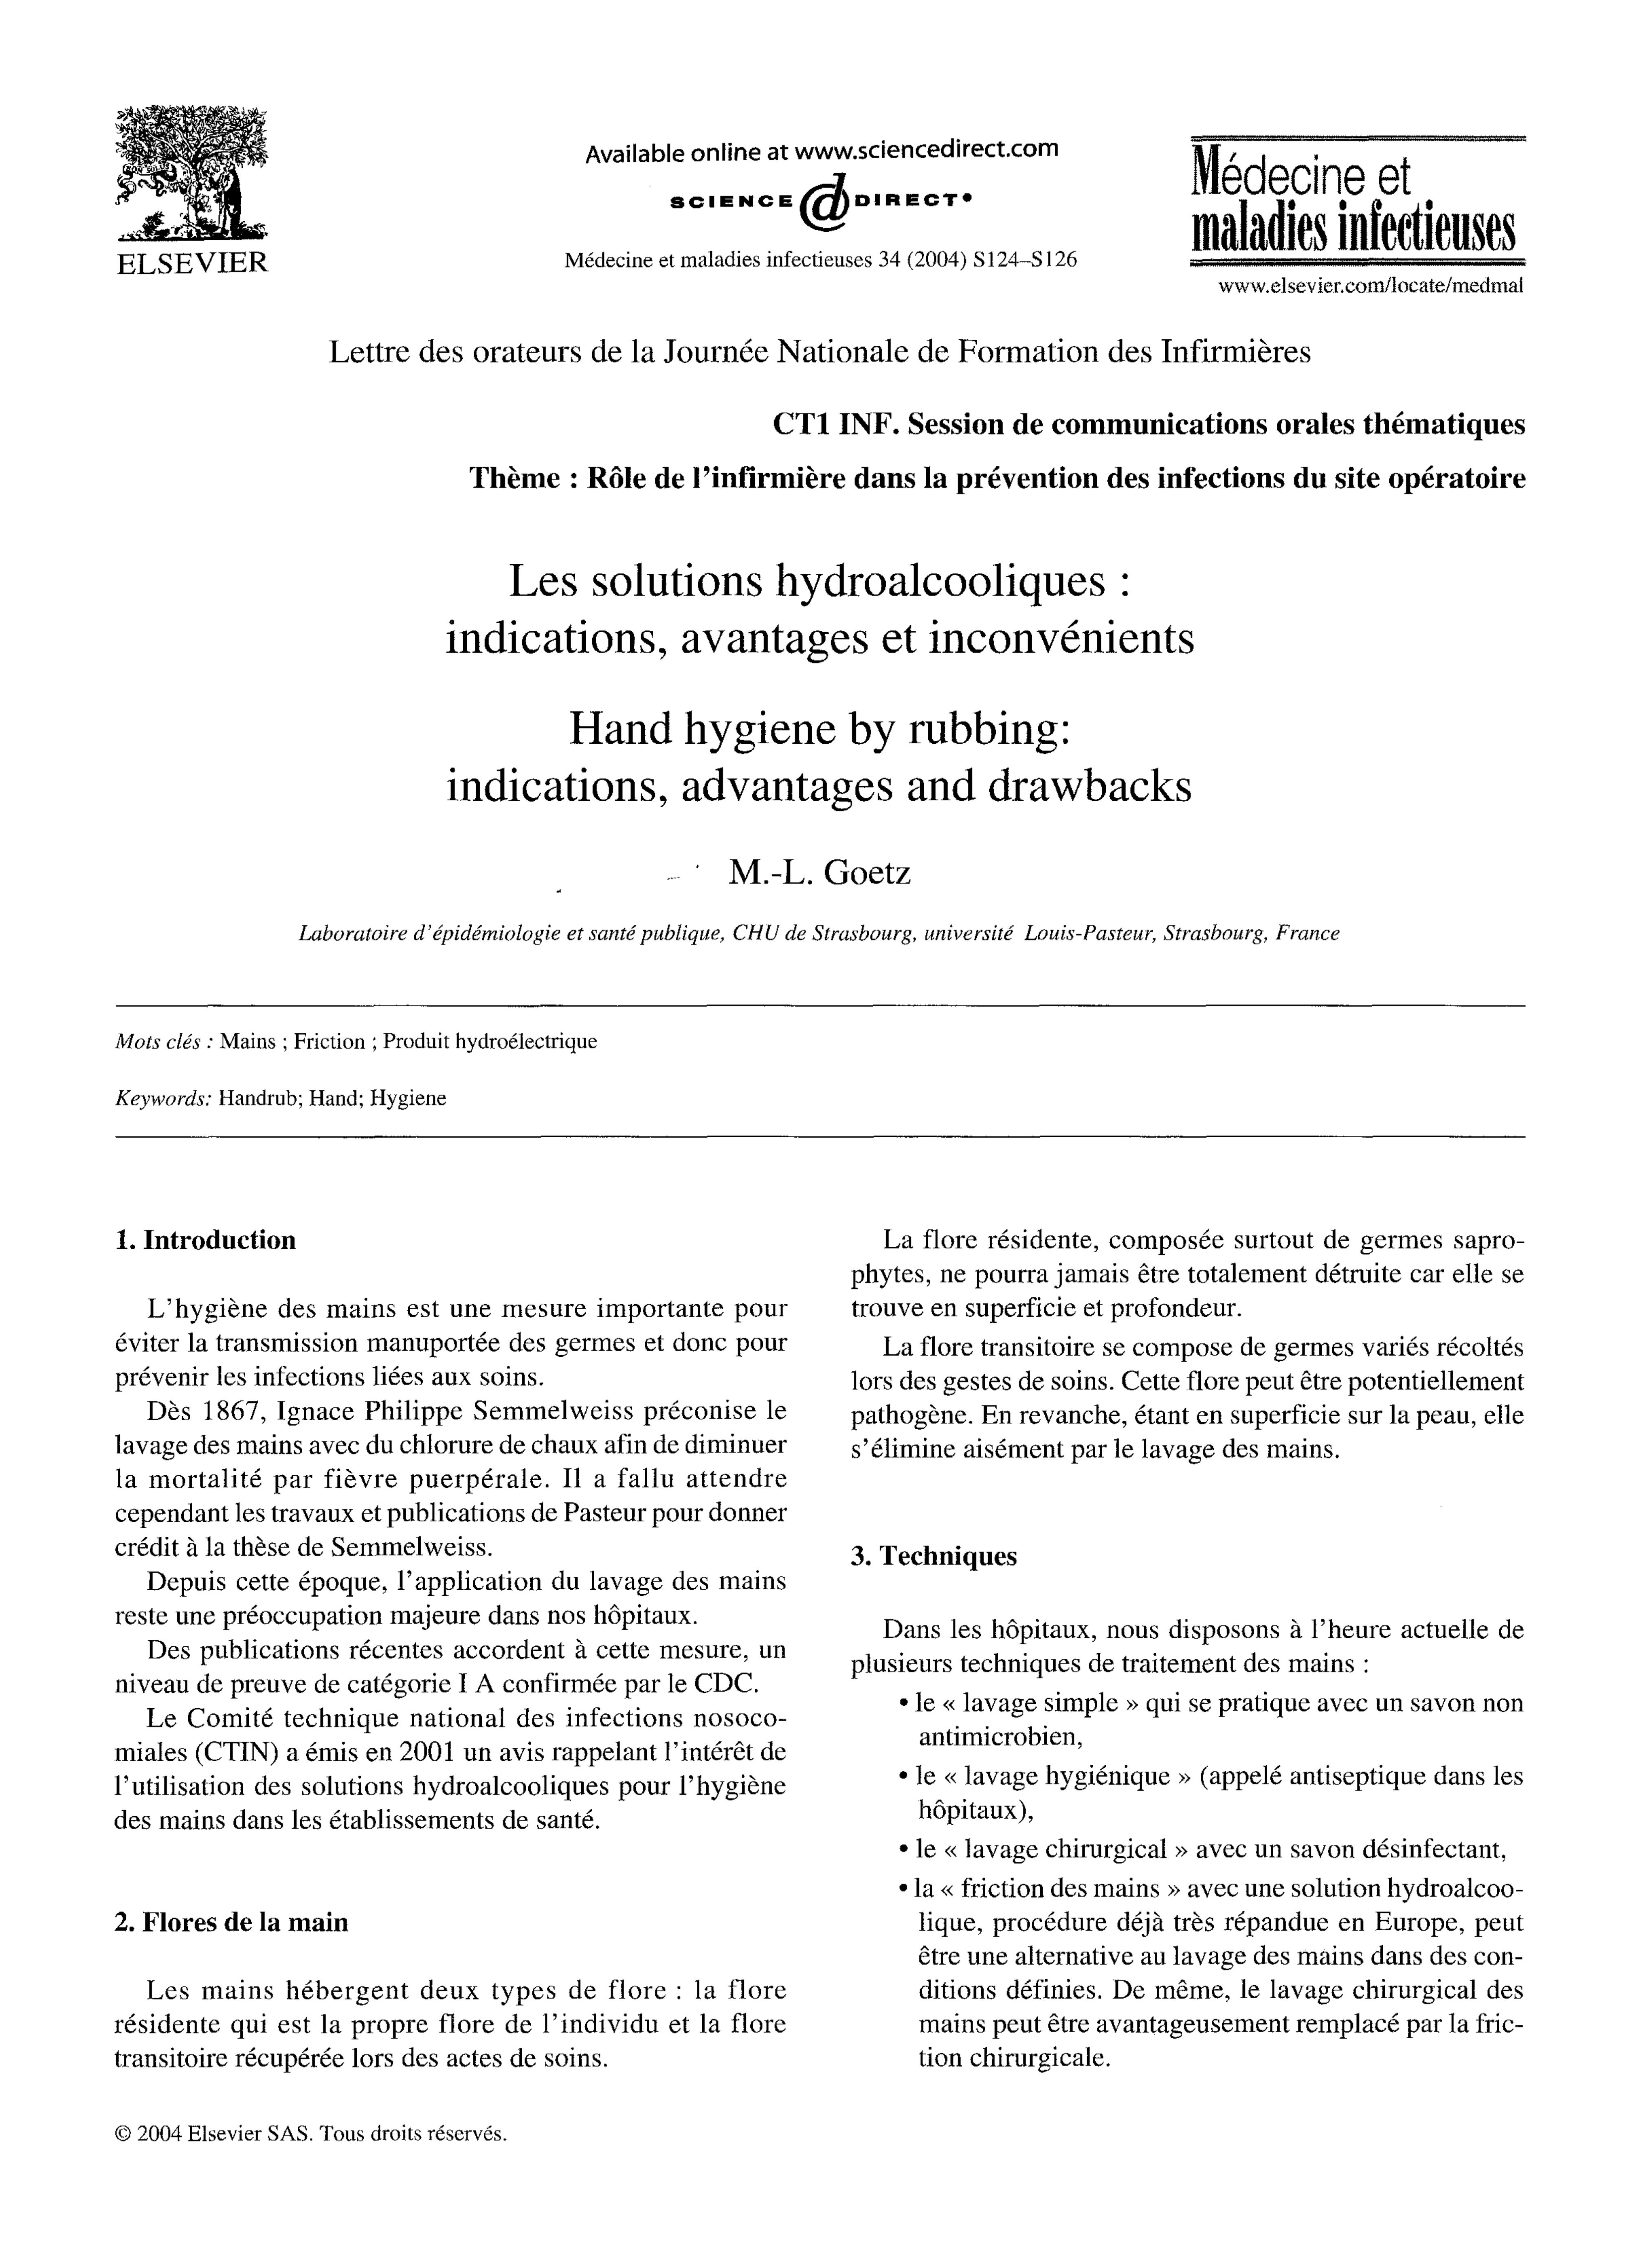 ELSEVIER
Available online at www.sciencedirect.com
SCIENCE DIRECT
Médecine et maladies infectieuses 34 (2004) S124–S126
Médecine et
maladies infectieuses
www.elsevier.com/locate/medmal
Lettre des orateurs de la Journée Nationale de Formation des Infirmières
CT1 INF. Session de communications orales thématiques
Thème : Rôle de l'infirmière dans la prévention des infections du site opératoire
Les solutions hydroalcooliques :
indications, avantages et inconvénients
Hand hygiene by rubbing:
indications, advantages and drawbacks
M.-L. Goetz
Laboratoire d'épidémiologie et santé publique, CHU de Strasbourg, université Louis-Pasteur, Strasbourg, France
Mots clés : Mains ; Friction ; Produit hydroélectrique
Keywords: Handrub; Hand; Hygiene
1. Introduction
L'hygiène des mains est une mesure importante pour
éviter la transmission manuportée des germes et donc pour
prévenir les infections liées aux soins.
Dès 1867, Ignace Philippe Semmelweiss préconise le
lavage des mains avec du chlorure de chaux afin de diminuer
la mortalité par fièvre puerpérale. Il a fallu attendre
cependant les travaux et publications de Pasteur pour donner
crédit à la thèse de Semmelweiss.
Depuis cette époque, l'application du lavage des mains
reste une préoccupation majeure dans nos hôpitaux.
Des publications récentes accordent à cette mesure, un
niveau de preuve de catégorie I A confirmée par le CDC.
Le Comité technique national des infections nosoco-
miales (CTIN) a émis en 2001 un avis rappelant l'intérêt de
l'utilisation des solutions hydroalcooliques pour l'hygiène
des mains dans les établissements de santé.
2. Flores de la main
Les mains hébergent deux types de flore : la flore
résidente qui est la propre flore de l'individu et la flore
transitoire récupérée lors des actes de soins.
La flore résidente, composée surtout de germes sapro-
phytes, ne pourra jamais être totalement détruite car elle se
trouve en superficie et profondeur.
La flore transitoire se compose de germes variés récoltés
lors des gestes de soins. Cette flore peut être potentiellement
pathogène. En revanche, étant en superficie sur la peau, elle
s'élimine aisément par le lavage des mains.
3. Techniques
Dans les hôpitaux, nous disposons à l'heure actuelle de
plusieurs techniques de traitement des mains :
• le « lavage simple » qui se pratique avec un savon non
antimicrobien,
• le « lavage hygiénique » (appelé antiseptique dans les
hôpitaux),
• le « lavage chirurgical » avec un savon désinfectant,
• la « friction des mains » avec une solution hydroalcoo-
lique, procédure déjà très répandue en Europe, peut
être une alternative au lavage des mains dans des con-
ditions définies. De même, le lavage chirurgical des
mains peut être avantageusement remplacé par la fric-
tion chirurgicale.
© 2004 Elsevier SAS. Tous droits réservés.